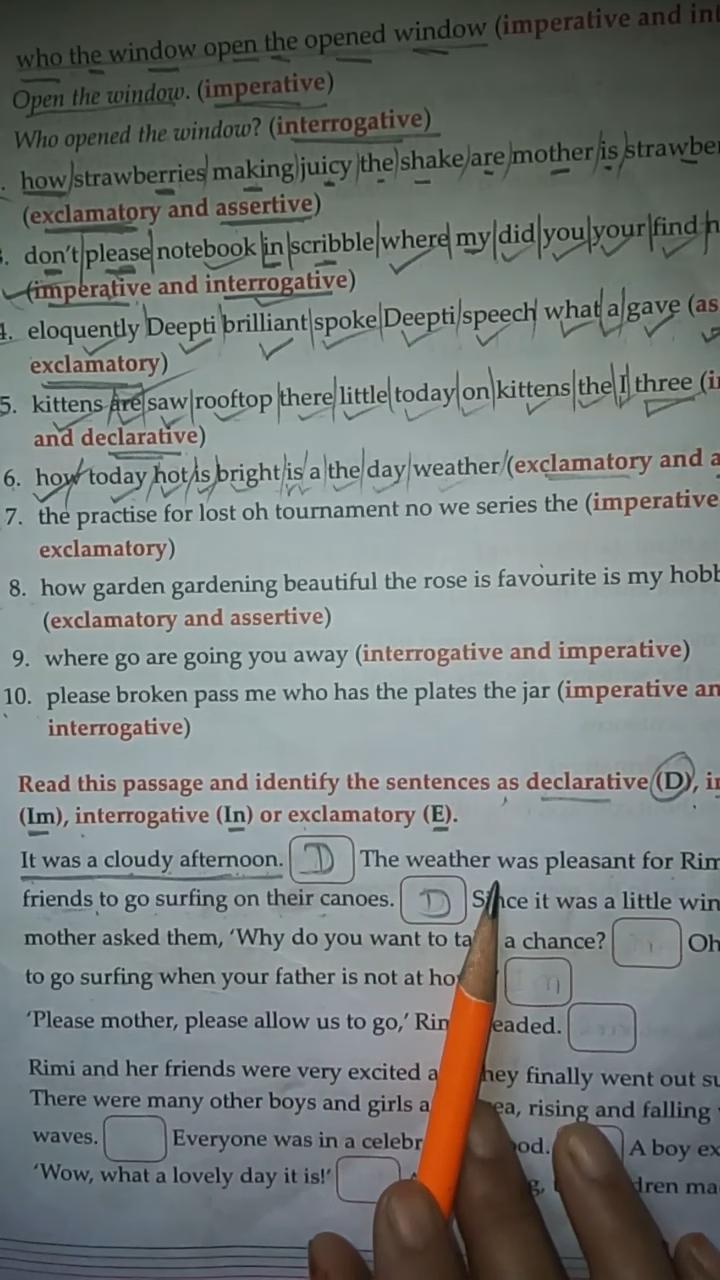 who the window open the opened window (imperative and in
Open the window. (imperative)
Who opened the window? (interrogative)
. how strawberries making juicy the shake are mother is strawbe
(exclamatory and assertive)
. don't please notebook in scribble where my did you your find
(imperative and interrogative)
4. eloquently Deepti brilliant spoke Deepti speech what a gave (as
exclamatory)
5. kittens are saw rooftop there little today on kittens the I three (i
and declarative)
6. how today hot is bright is a the day weather (exclamatory and a
7. the practise for lost oh tournament no we series the (imperative
exclamatory)
8. how garden gardening beautiful the rose is favourite is my hobb
(exclamatory and assertive)
9. where go are going you away (interrogative and imperative)
10. please broken pass me who has the plates the jar (imperative an
interrogative)
Read this passage and identify the sentences as declarative (D), i
(Im), interrogative (In) or exclamatory (E).
It was a cloudy afternoon. D The weather was pleasant for Rim
friends to go surfing on their canoes. D Since it was a little win
mother asked them, 'Why do you want to ta a chance? Oh
to go surfing when your father is not at ho
'Please mother, please allow us to go,' Rin eaded.
Rimi and her friends were very excited a hey finally went out su
There were many other boys and girls a ea, rising and falling
waves. Everyone was in a celebr ood. A boy ex
'Wow, what a lovely day it is!' g, dren ma